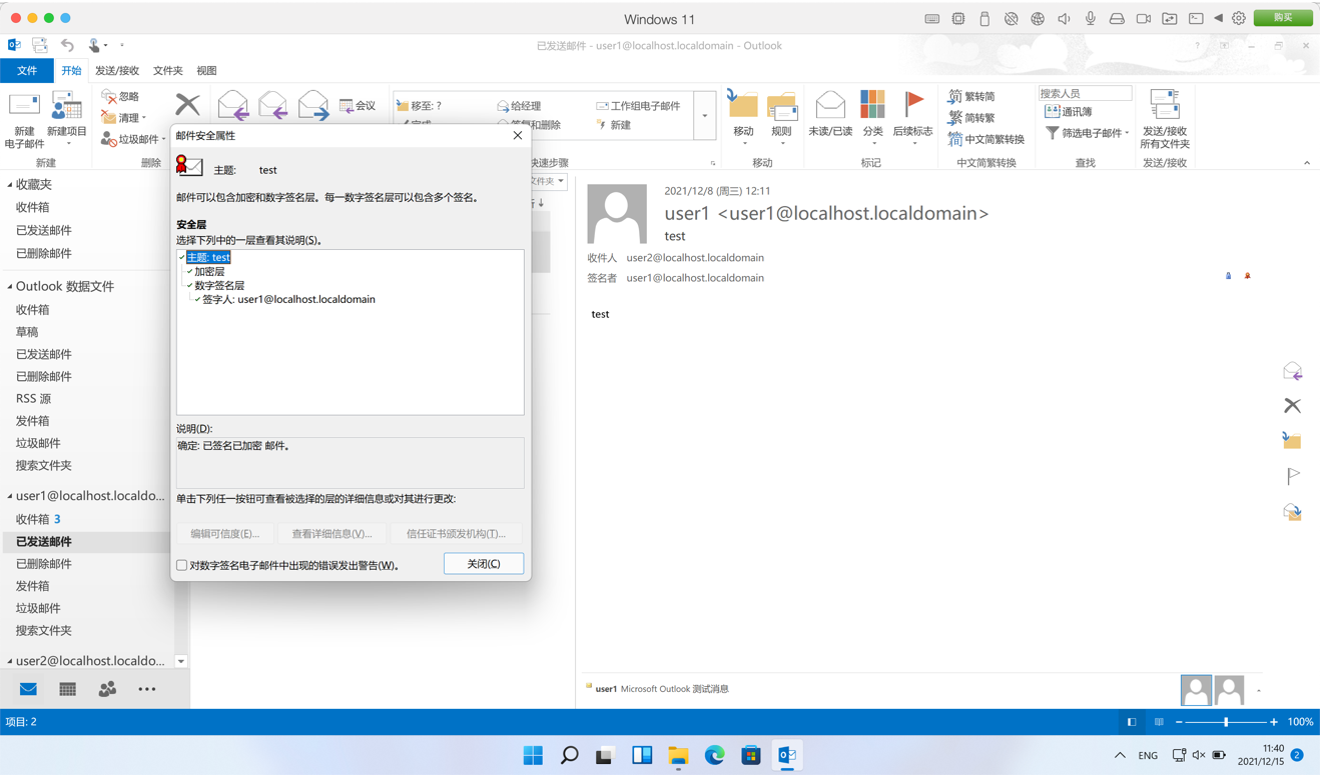 Windows 11
购买
已发送邮件 - user1@localhost.localdomain - Outlook
文件
开始
发送/接收
文件夹
视图
新建
电子邮件
新建项目
新建
忽略
清理
垃圾邮件
删除
会议
移至: ?
给经理
工作组电子邮件
新建
快速步骤
移动
规则
移动
未读/已读
分类
后续标志
标记
繁转简
简转繁
中文简繁转换
中文简繁转换
搜索人员
通讯簿
筛选电子邮件
查找
发送/接收
所有文件夹
发送/接收
收藏夹
收件箱
已发送邮件
已删除邮件
Outlook 数据文件
收件箱
草稿
已发送邮件
已删除邮件
RSS 源
发件箱
垃圾邮件
搜索文件夹
user1@localhost.localdo...
收件箱 3
已发送邮件
已删除邮件
发件箱
垃圾邮件
搜索文件夹
user2@localhost.localdo...
邮件安全属性
主题: test
邮件可以包含加密和数字签名层。每一数字签名层可以包含多个签名。
安全层
选择下列中的一层查看其说明(S)。
主题: test
加密层
数字签名层
签字人: user1@localhost.localdomain
说明(D):
确定: 已签名已加密 邮件。
单击下列任一按钮可查看被选择的层的详细信息或对其进行更改:
编辑可信度(E)...
查看详细信息(V)...
信任证书颁发机构(T)...
对数字签名电子邮件中出现的错误发出警告(W)。
关闭(C)
文件夹
2021/12/8 (周三) 12:11
user1 <user1@localhost.localdomain>
test
收件人 user2@localhost.localdomain
签名者 user1@localhost.localdomain
test
user1 Microsoft Outlook 测试消息
项目: 2
100%
ENG
11:40
2021/12/15
2